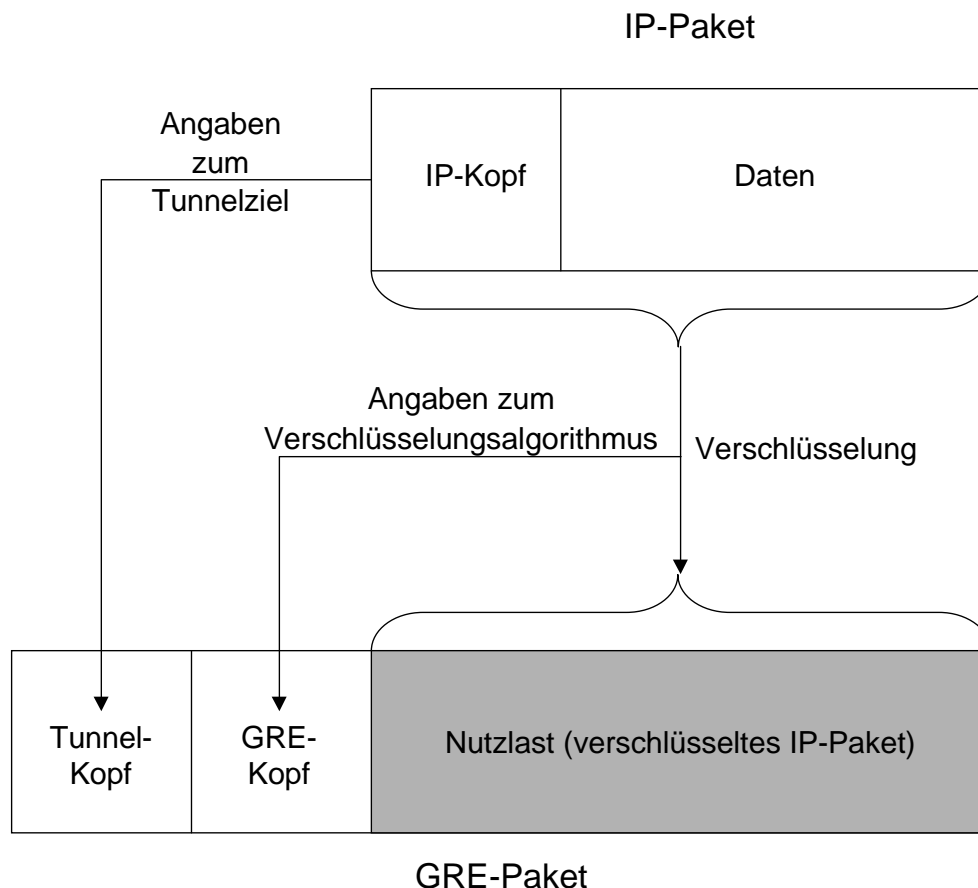 IP-Paket
Angaben
zum
Tunnelziel
IP-Kopf
Daten
Angaben zum
Verschlüsselungsalgorithmus
Verschlüsselung
Tunnel-
Kopf
GRE-
Kopf
Nutzlast (verschlüsseltes IP-Paket)
GRE-Paket